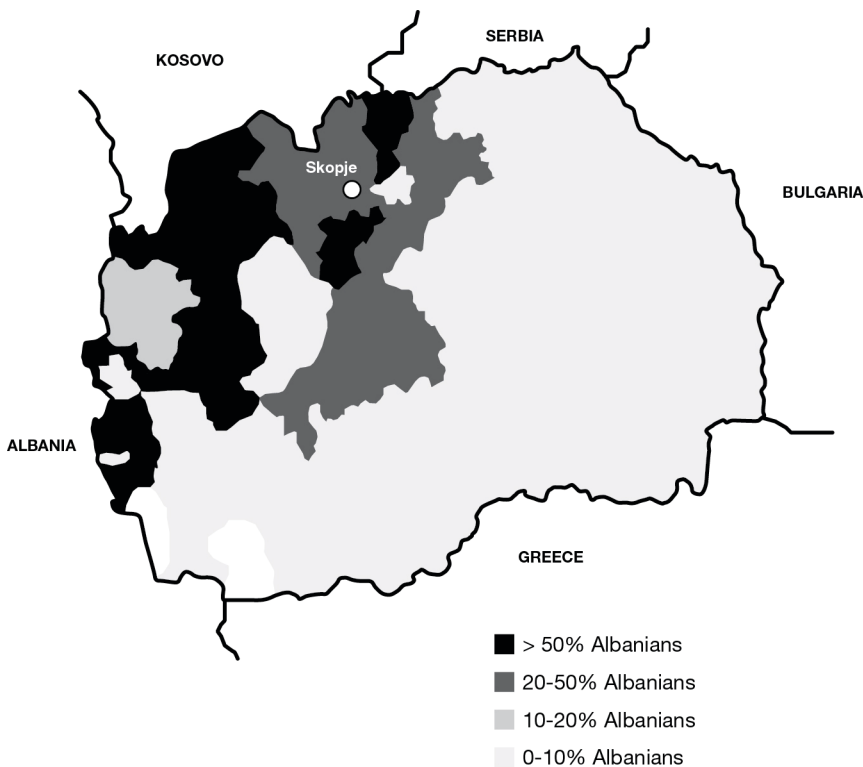 SERBIA
KOSOVO
Skopje
BULGARIA
ALBANIA
GREECE
> 50% Albanians
20-50% Albanians
10-20% Albanians
0-10% Albanians